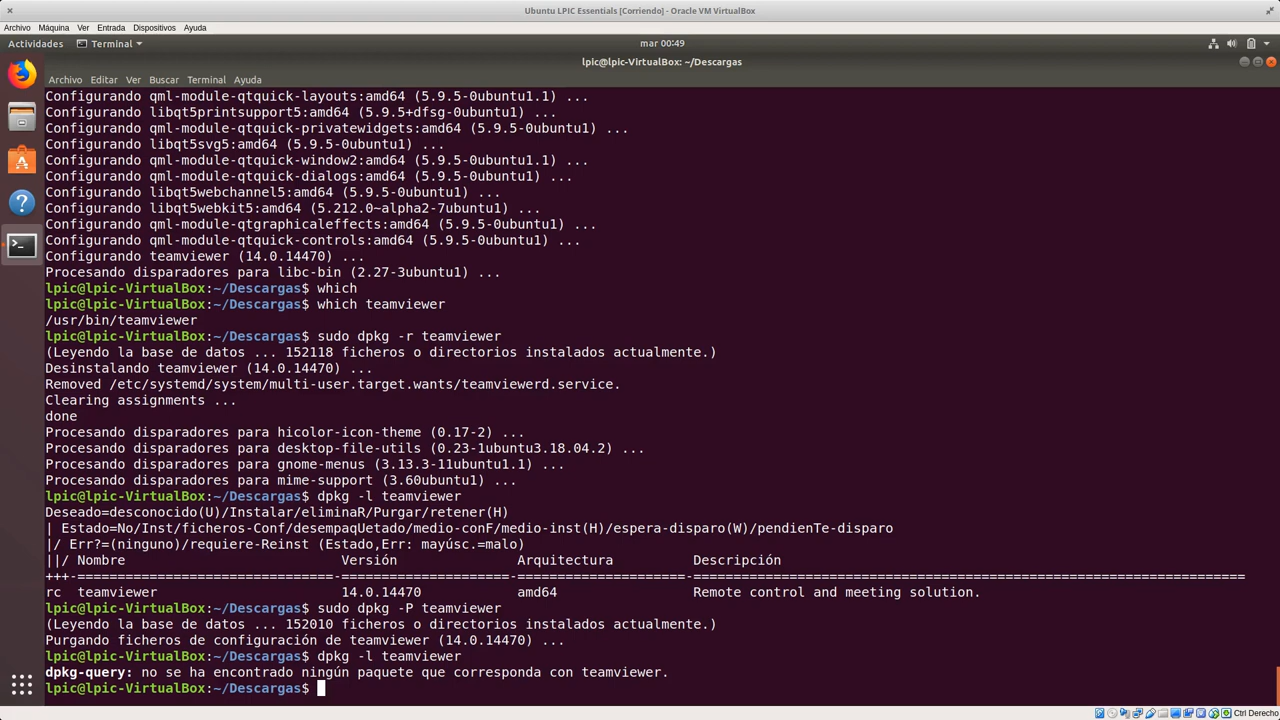 Ubuntu LPIC Essentials [Corriendo] - Oracle VM VirtualBox
Archivo Máquina Ver Entrada Dispositivos Ayuda
Actividades Terminal mar 00:49
lpic@lpic-VirtualBox: ~/Descargas
Archivo Editar Ver Buscar Terminal Ayuda
Configurando qml-module-qtquick-layouts:amd64 (5.9.5-0ubuntu1.1) ...
Configurando libqt5printsupport5:amd64 (5.9.5+dfsg-0ubuntu1) ...
Configurando qml-module-qtquick-privatewidgets:amd64 (5.9.5-0ubuntu1) ...
Configurando libqt5svg5:amd64 (5.9.5-0ubuntu1) ...
Configurando qml-module-qtquick-window2:amd64 (5.9.5-0ubuntu1.1) ...
Configurando qml-module-qtquick-dialogs:amd64 (5.9.5-0ubuntu1) ...
Configurando libqt5webchannel5:amd64 (5.9.5-0ubuntu1) ...
Configurando libqt5webkit5:amd64 (5.212.0~alpha2-7ubuntu1) ...
Configurando qml-module-qtgraphicaleffects:amd64 (5.9.5-0ubuntu1) ...
Configurando qml-module-qtquick-controls:amd64 (5.9.5-0ubuntu1) ...
Configurando teamviewer (14.0.14470) ...
Procesando disparadores para libc-bin (2.27-3ubuntu1) ...
lpic@lpic-VirtualBox:~/Descargas$ which
lpic@lpic-VirtualBox:~/Descargas$ which teamviewer
/usr/bin/teamviewer
lpic@lpic-VirtualBox:~/Descargas$ sudo dpkg -r teamviewer
(Leyendo la base de datos ... 152118 ficheros o directorios instalados actualmente.)
Desinstalando teamviewer (14.0.14470) ...
Removed /etc/systemd/system/multi-user.target.wants/teamviewerd.service.
Clearing assignments ...
done
Procesando disparadores para hicolor-icon-theme (0.17-2) ...
Procesando disparadores para desktop-file-utils (0.23-1ubuntu3.18.04.2) ...
Procesando disparadores para gnome-menus (3.13.3-11ubuntu1.1) ...
Procesando disparadores para mime-support (3.60ubuntu1) ...
lpic@lpic-VirtualBox:~/Descargas$ dpkg -l teamviewer
Deseado=desconocido(U)/Instalar/eliminaR/Purgar/retener(H)
| Estado=No/Inst/ficheros-Conf/desempaqUetado/medio-conF/medio-inst(H)/espera-disparo(W)/pendienTe-disparo
|/ Err?=(ninguno)/requiere-Reinst (Estado,Err: mayúsc.=malo)
||/ Nombre Versión Arquitectura Descripción
+++-================================-=====================-=====================-=====================================================================
rc teamviewer 14.0.14470 amd64 Remote control and meeting solution.
lpic@lpic-VirtualBox:~/Descargas$ sudo dpkg -P teamviewer
(Leyendo la base de datos ... 152010 ficheros o directorios instalados actualmente.)
Purgando ficheros de configuración de teamviewer (14.0.14470) ...
lpic@lpic-VirtualBox:~/Descargas$ dpkg -l teamviewer
dpkg-query: no se ha encontrado ningún paquete que corresponda con teamviewer.
lpic@lpic-VirtualBox:~/Descargas$
Ctrl Derecho